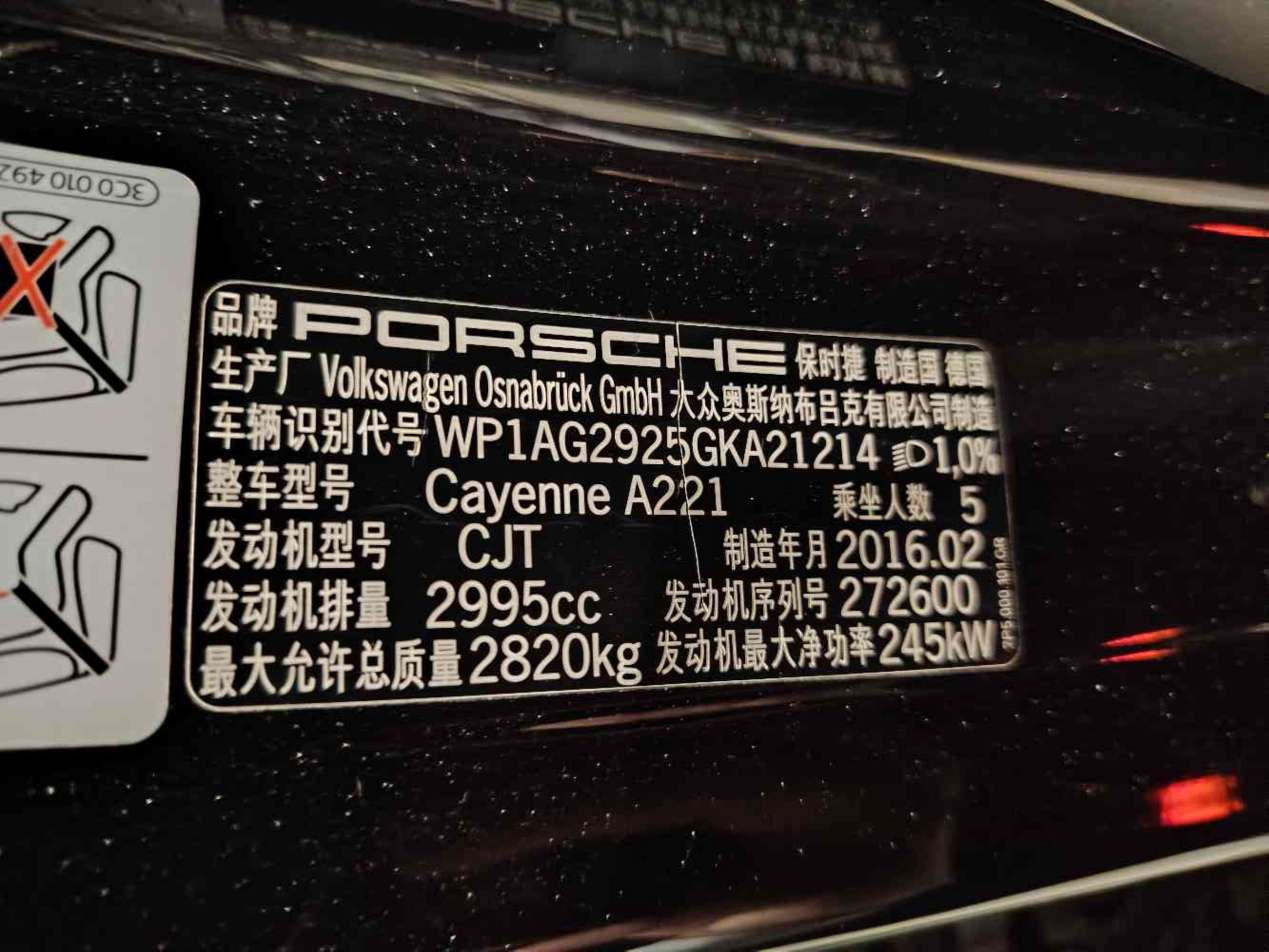 3C0 010 492
品牌 PORSCHE 保时捷 制造国 德国
生产厂 Volkswagen Osnabrück GmbH 大众奥斯纳布吕克有限公司制造
车辆识别代号 WP1AG2925GKA21214 1,0%
整车型号 Cayenne A221 乘坐人数 5
发动机型号 CJT 制造年月 2016.02
发动机排量 2995cc 发动机序列号 272600
最大允许总质量 2820kg 发动机最大净功率 245kW